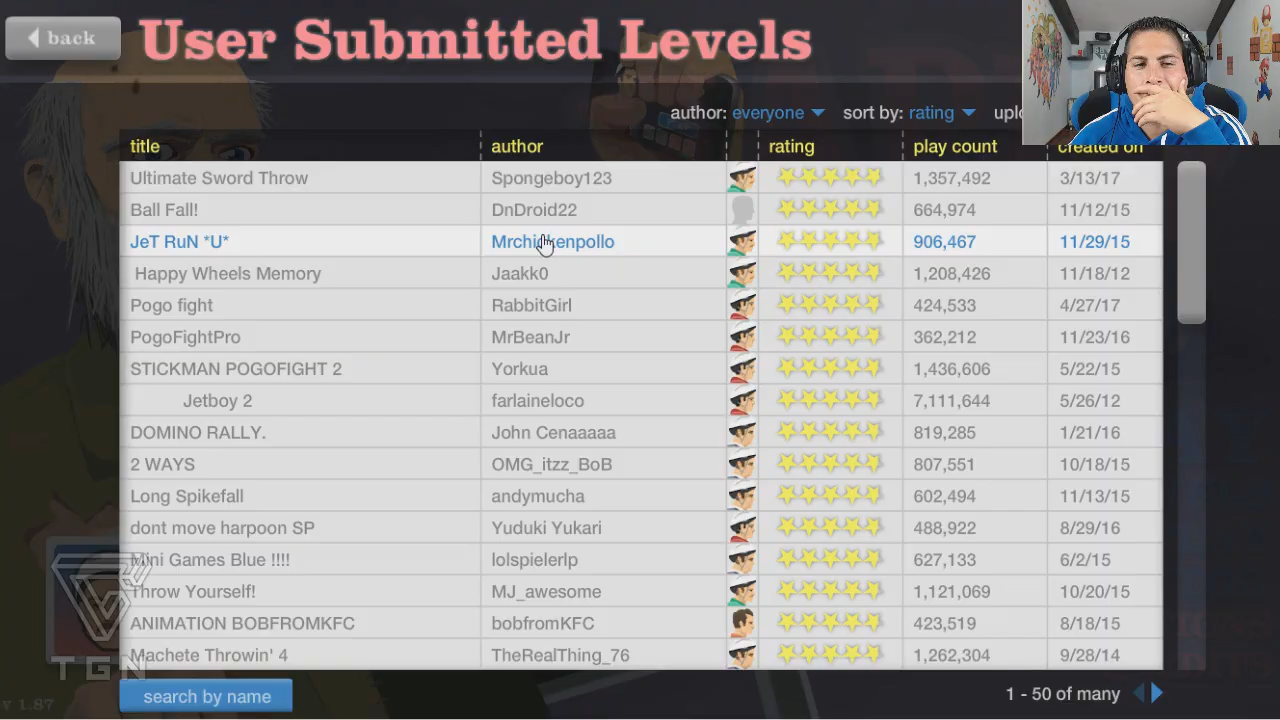 back
User Submitted Levels
author: everyone sort by: rating uplo
title author rating play count created on
Ultimate Sword Throw Spongeboy123 1,357,492 3/13/17
Ball Fall! DnDroid22 664,974 11/12/15
JeT RuN *U* Mrchickenpollo 906,467 11/29/15
Happy Wheels Memory Jaakk0 1,208,426 11/18/12
Pogo fight RabbitGirl 424,533 4/27/17
PogoFightPro MrBeanJr 362,212 11/23/16
STICKMAN POGOFIGHT 2 Yorkua 1,436,606 5/22/15
Jetboy 2 farlaineloco 7,111,644 5/26/12
DOMINO RALLY. John Cenaaaaa 819,285 1/21/16
2 WAYS OMG_itzz_BoB 807,551 10/18/15
Long Spikefall andymucha 602,494 11/13/15
dont move harpoon SP Yuduki Yukari 488,922 8/29/16
Mini Games Blue !!!! lolspielerlp 627,133 6/2/15
Throw Yourself! MJ_awesome 1,121,069 10/20/15
ANIMATION BOBFROMKFC bobfromKFC 423,519 8/18/15
Machete Throwin' 4 TheRealThing_76 1,262,304 9/28/14
TGN
search by name 1 - 50 of many
v 1.87